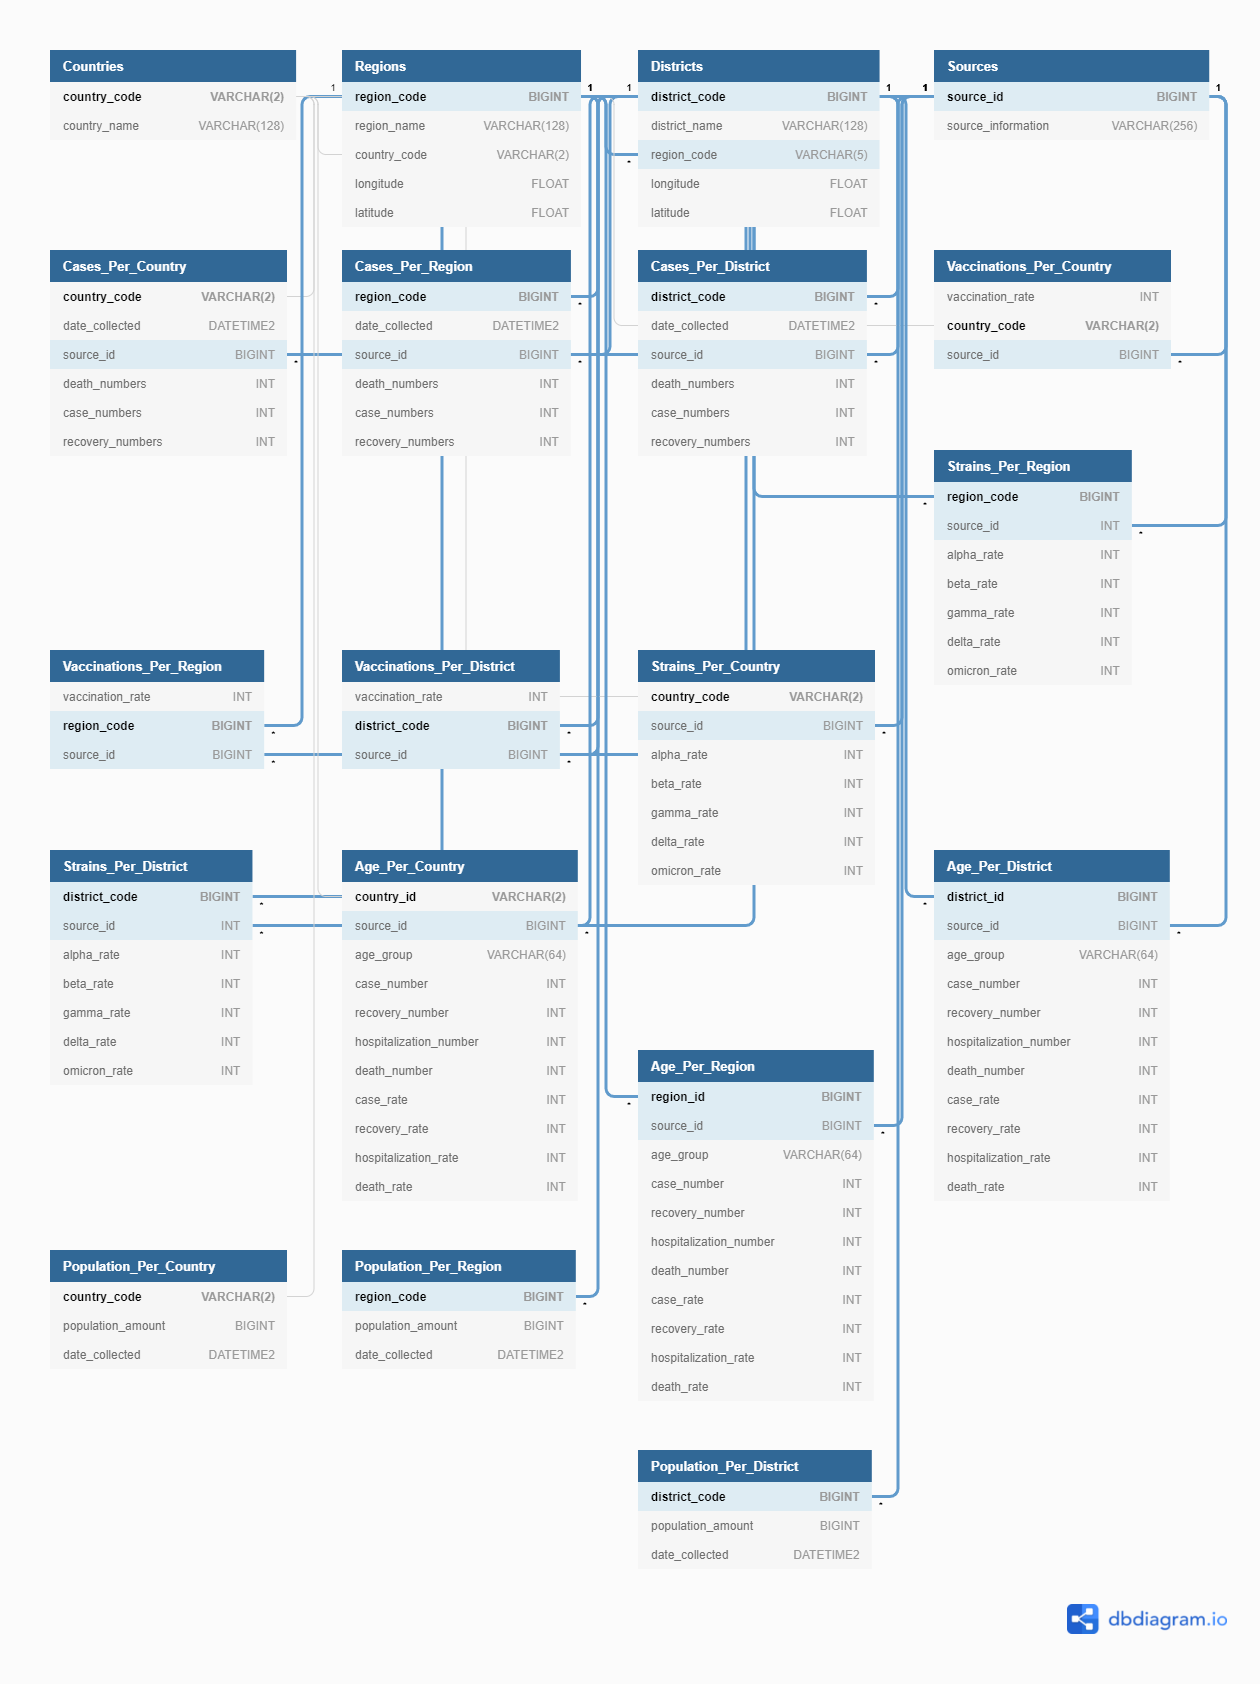 Countries
country_code VARCHAR(2)
country_name VARCHAR(128)
Regions
region_code BIGINT
region_name VARCHAR(128)
country_code VARCHAR(2)
longitude FLOAT
latitude FLOAT
Districts
district_code BIGINT
district_name VARCHAR(128)
region_code VARCHAR(5)
longitude FLOAT
latitude FLOAT
Sources
source_id BIGINT
source_information VARCHAR(256)
1
1
1
1
1
1
*
Cases_Per_Country
country_code VARCHAR(2)
date_collected DATETIME2
source_id BIGINT
death_numbers INT
case_numbers INT
recovery_numbers INT
*
Cases_Per_Region
region_code BIGINT
date_collected DATETIME2
source_id BIGINT
death_numbers INT
case_numbers INT
recovery_numbers INT
*
*
Cases_Per_District
district_code BIGINT
date_collected DATETIME2
source_id BIGINT
death_numbers INT
case_numbers INT
recovery_numbers INT
*
*
Vaccinations_Per_Country
vaccination_rate INT
country_code VARCHAR(2)
source_id BIGINT
*
Strains_Per_Region
region_code BIGINT
source_id INT
alpha_rate INT
beta_rate INT
gamma_rate INT
delta_rate INT
omicron_rate INT
*
*
Vaccinations_Per_Region
vaccination_rate INT
region_code BIGINT
source_id BIGINT
*
*
Vaccinations_Per_District
vaccination_rate INT
district_code BIGINT
source_id BIGINT
*
*
Strains_Per_Country
country_code VARCHAR(2)
source_id BIGINT
alpha_rate INT
beta_rate INT
gamma_rate INT
delta_rate INT
omicron_rate INT
*
Strains_Per_District
district_code BIGINT
source_id INT
alpha_rate INT
beta_rate INT
gamma_rate INT
delta_rate INT
omicron_rate INT
*
*
Age_Per_Country
country_id VARCHAR(2)
source_id BIGINT
age_group VARCHAR(64)
case_number INT
recovery_number INT
hospitalization_number INT
death_number INT
case_rate INT
recovery_rate INT
hospitalization_rate INT
death_rate INT
*
Age_Per_District
district_id BIGINT
source_id BIGINT
age_group VARCHAR(64)
case_number INT
recovery_number INT
hospitalization_number INT
death_number INT
case_rate INT
recovery_rate INT
hospitalization_rate INT
death_rate INT
*
*
Age_Per_Region
region_id BIGINT
source_id BIGINT
age_group VARCHAR(64)
case_number INT
recovery_number INT
hospitalization_number INT
death_number INT
case_rate INT
recovery_rate INT
hospitalization_rate INT
death_rate INT
*
*
Population_Per_Country
country_code VARCHAR(2)
population_amount BIGINT
date_collected DATETIME2
Population_Per_Region
region_code BIGINT
population_amount BIGINT
date_collected DATETIME2
*
Population_Per_District
district_code BIGINT
population_amount BIGINT
date_collected DATETIME2
*
dbdiagram.io